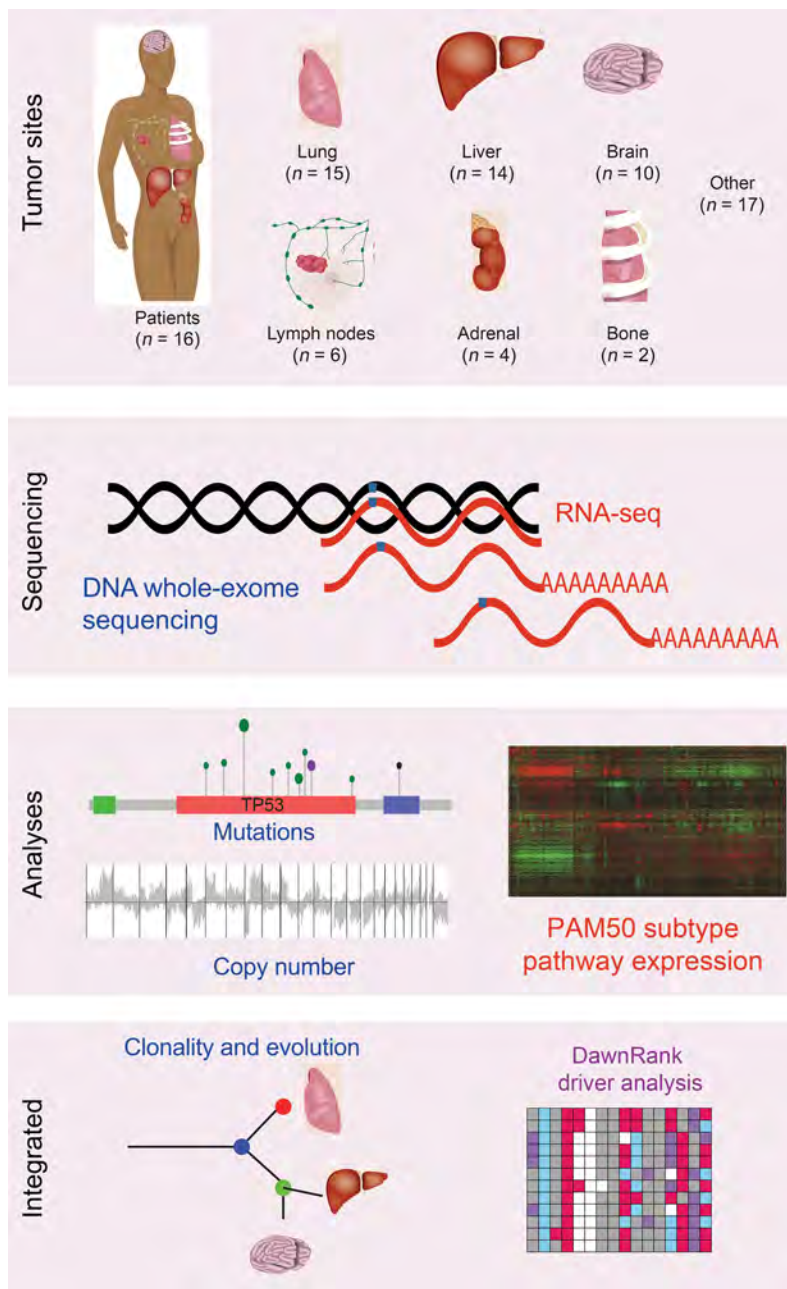 Tumor sites
Patients
(n = 16)
Lung
(n = 15)
Liver
(n = 14)
Brain
(n = 10)
Other
(n = 17)
Lymph nodes
(n = 6)
Adrenal
(n = 4)
Bone
(n = 2)
Sequencing
RNA-seq
DNA whole-exome
sequencing
AAAAAAAAA
AAAAAAAAA
Analyses
TP53
Mutations
Copy number
PAM50 subtype
pathway expression
Integrated
Clonality and evolution
DawnRank
driver analysis